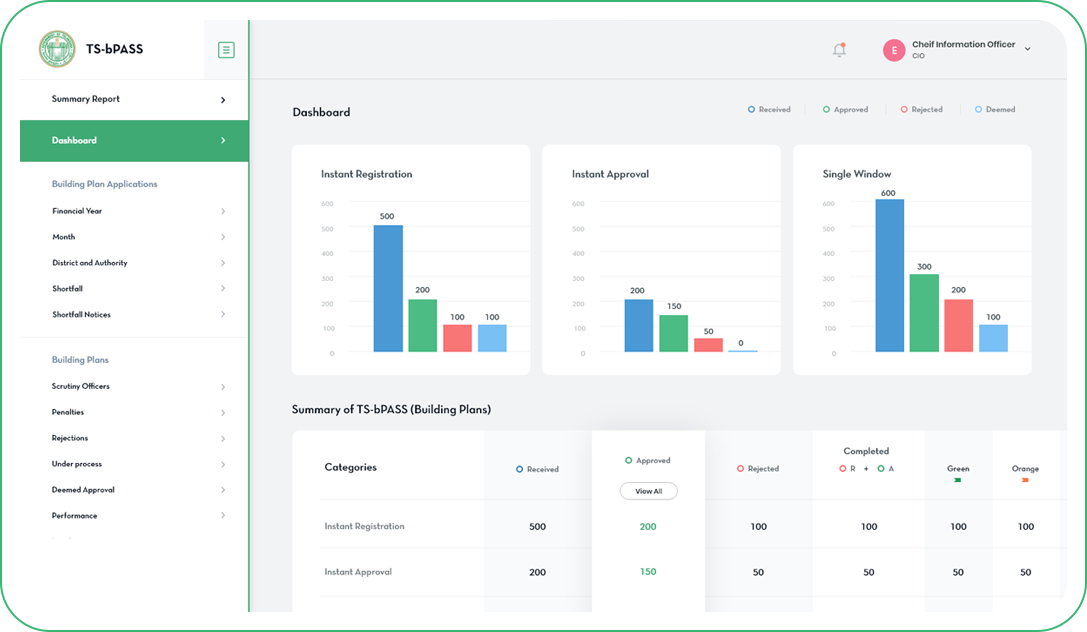 TS-bPASS
Summary Report
Dashboard
Building Plan Applications
Financial Year
Month
District and Authority
Shortfall
Shortfall Notices
Building Plans
Scrutiny Officers
Penalties
Rejections
Under process
Deemed Approval
Performance
E
Cheif Information Officer
CIO
Dashboard
Received Approved Rejected Deemed
Instant Registration
600
500
400
300
200
100
0
500
200
100
100
Instant Approval
600
500
400
300
200
100
0
200
150
50
0
Single Window
600
500
400
300
200
100
0
600
300
200
100
Summary of TS-bPASS (Building Plans)
Categories
Received
Approved
View All
Rejected
Completed
R + A
Green
Orange
Instant Registration 500 200 100 100 100 100
Instant Approval 200 150 50 50 50 50